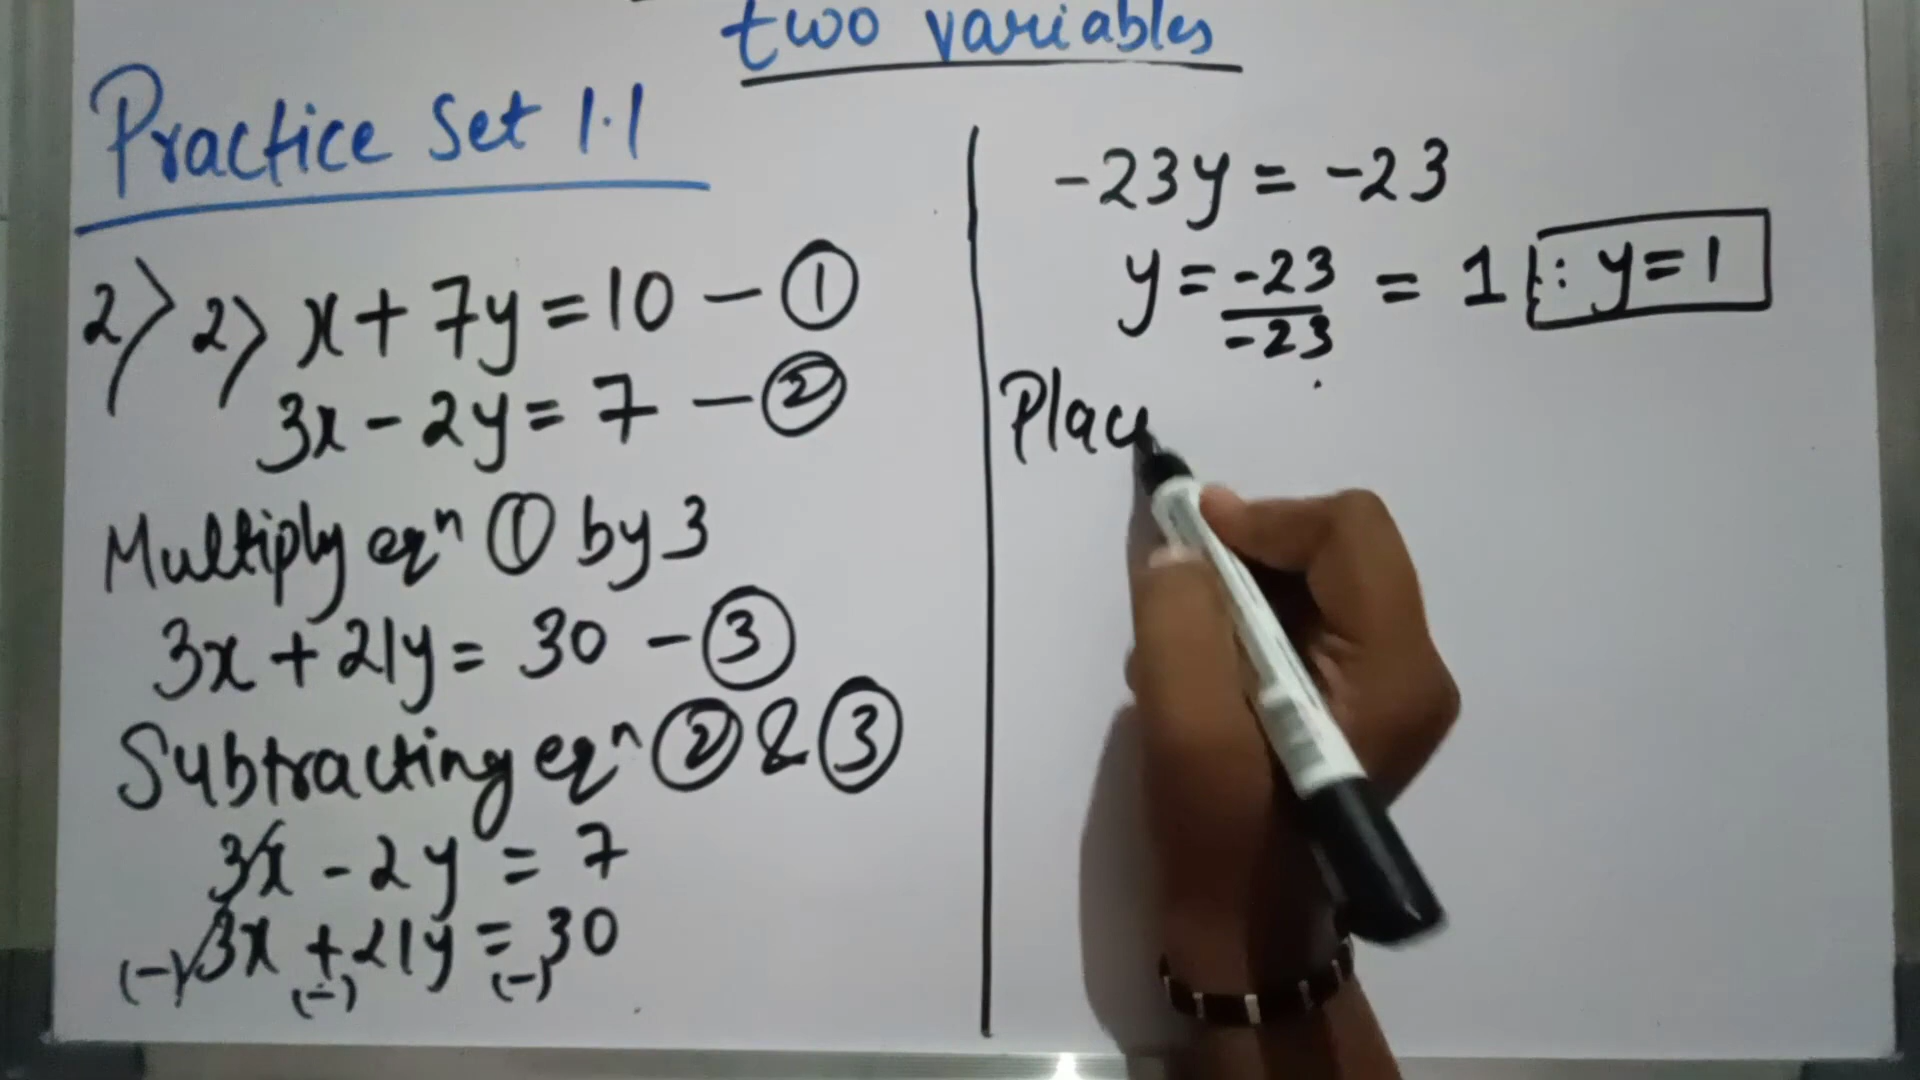 two variables
Practice Set 1.1
2) 2) x + 7y = 10 - ①
3x - 2y = 7 - ②
Multiply eqⁿ ① by 3
3x + 21y = 30 - ③
Subtracting eqⁿ ② & ③
3x - 2y = 7
3x + 21y = 30
(-) (-) (-)
-23y = -23
y = -23/-23 = 1 ∴ y = 1
Plac